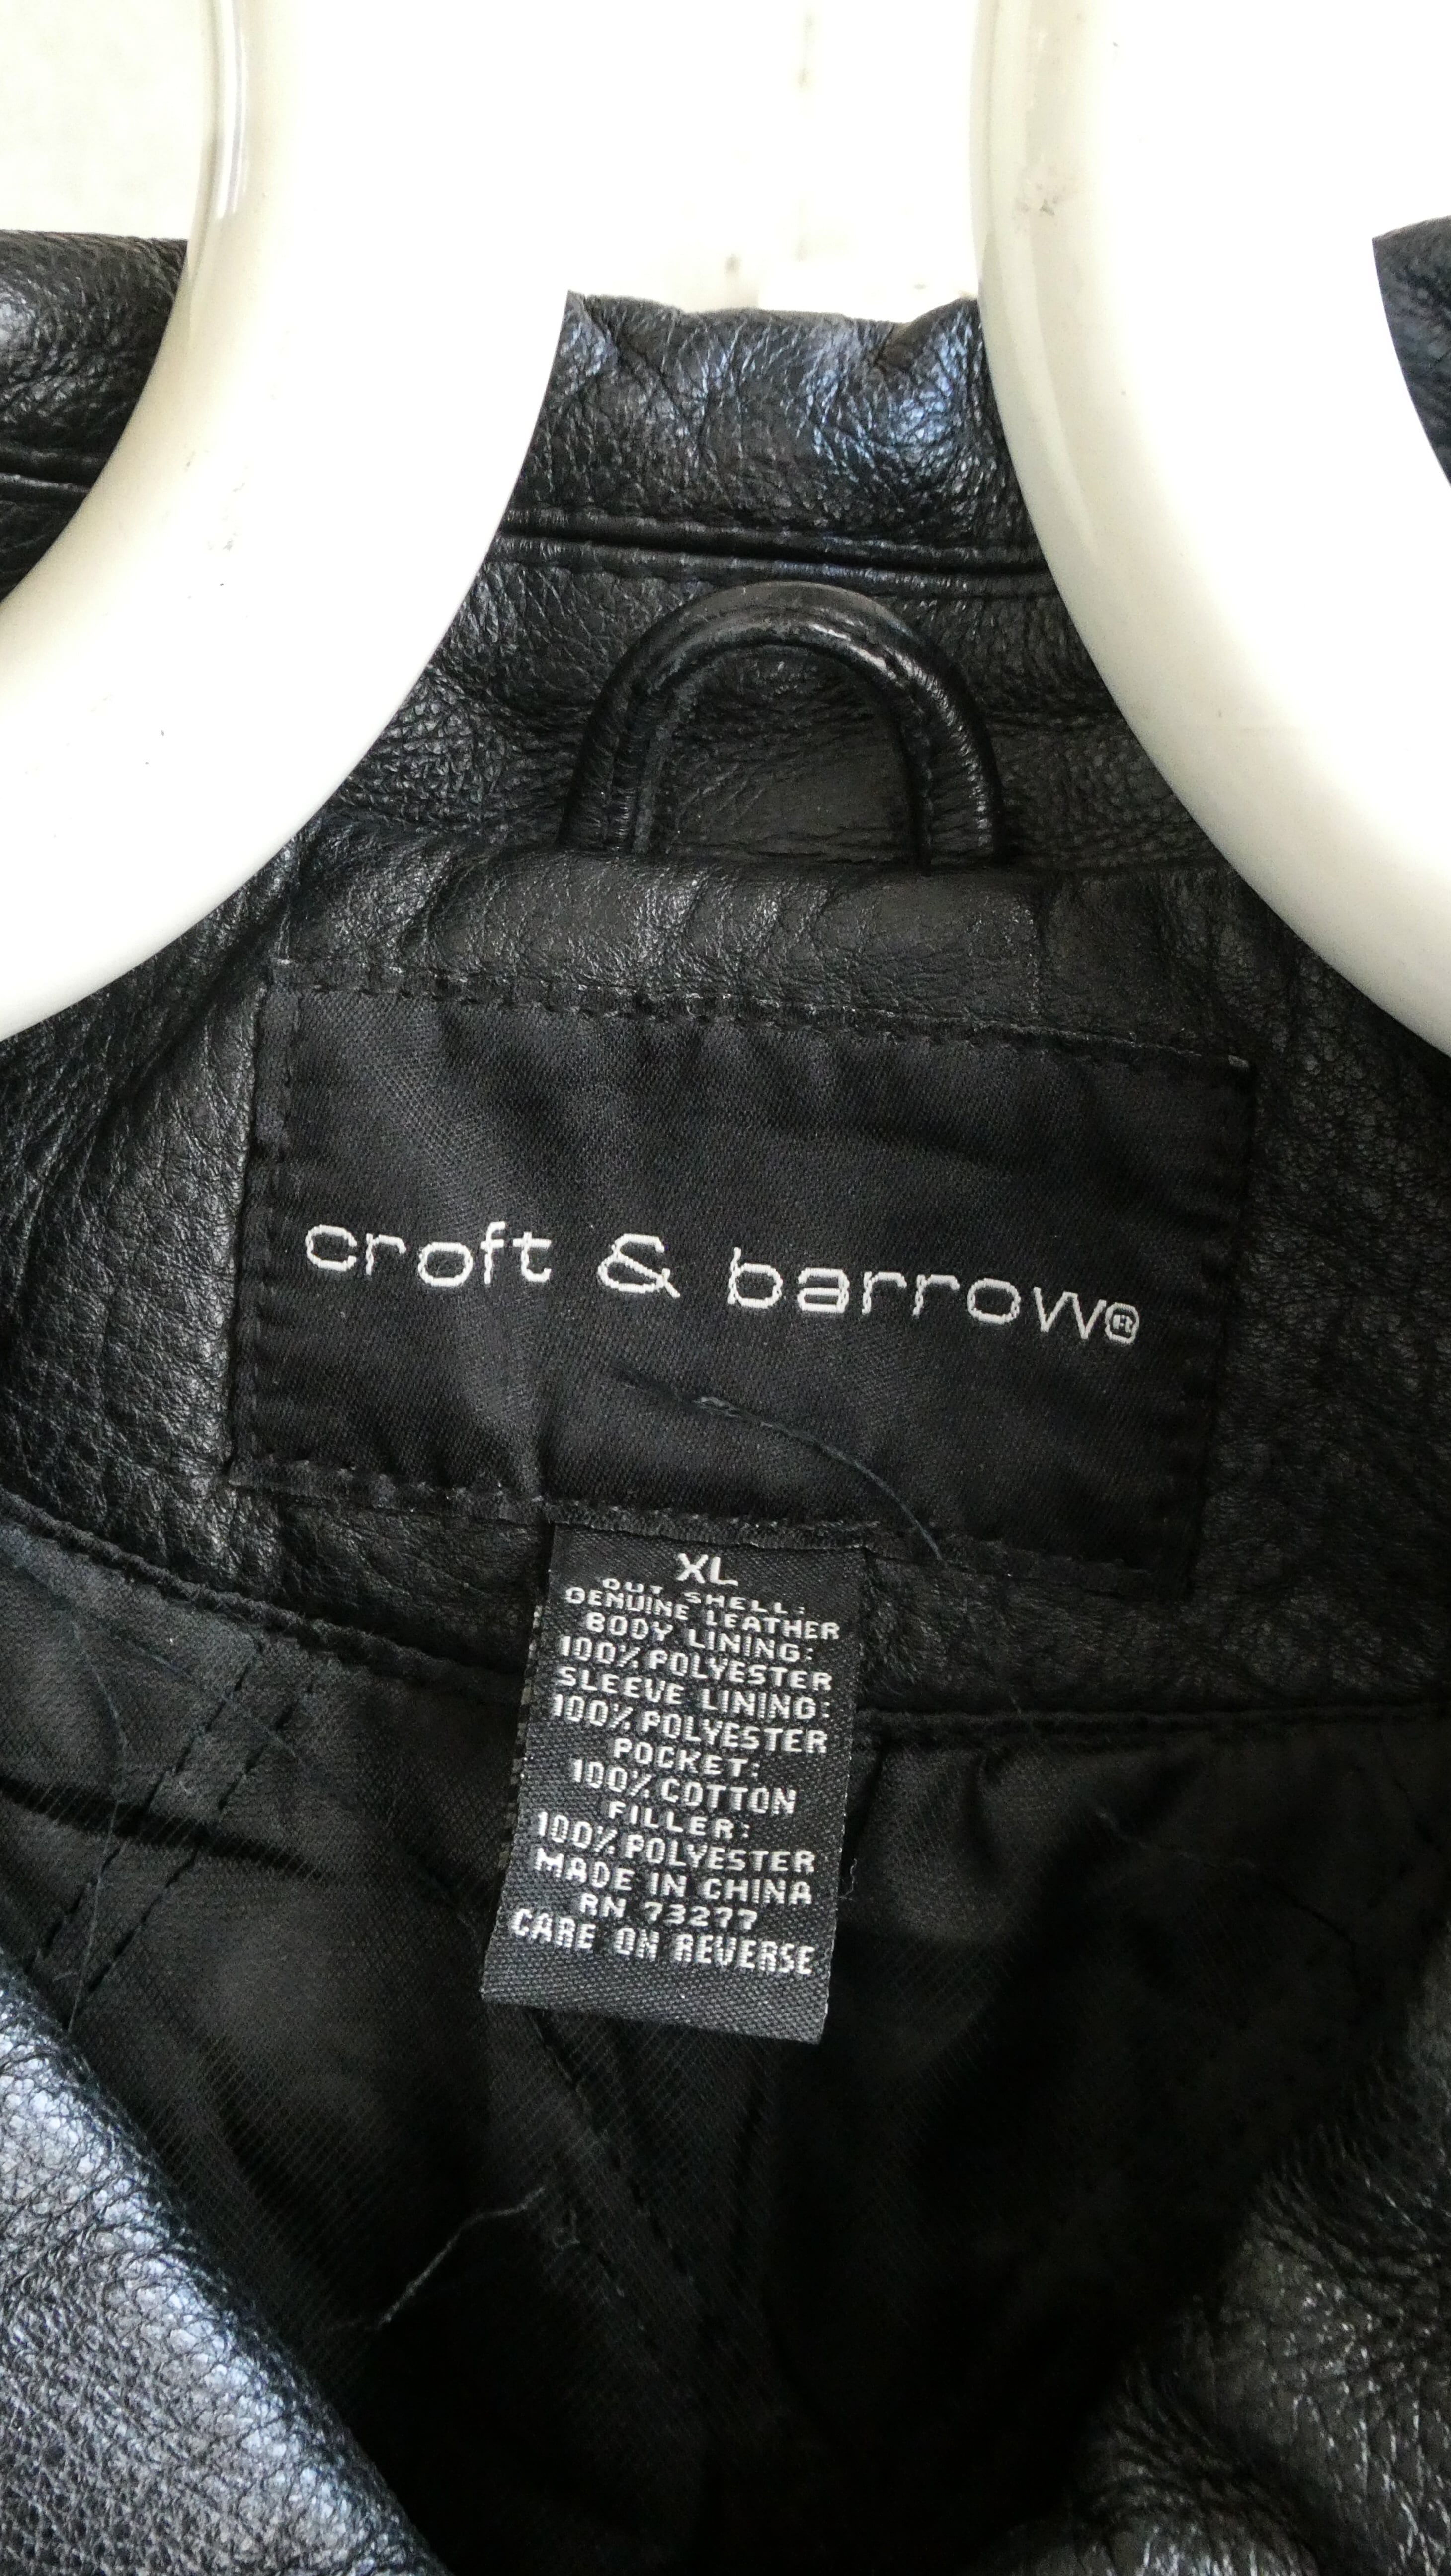 croft & barrow®
XL
OUT SHELL:
GENUINE LEATHER
BODY LINING:
100% POLYESTER
SLEEVE LINING:
100% POLYESTER
POCKET:
100% COTTON
FILLER:
100% POLYESTER
MADE IN CHINA
RN 73277
CARE ON REVERSE